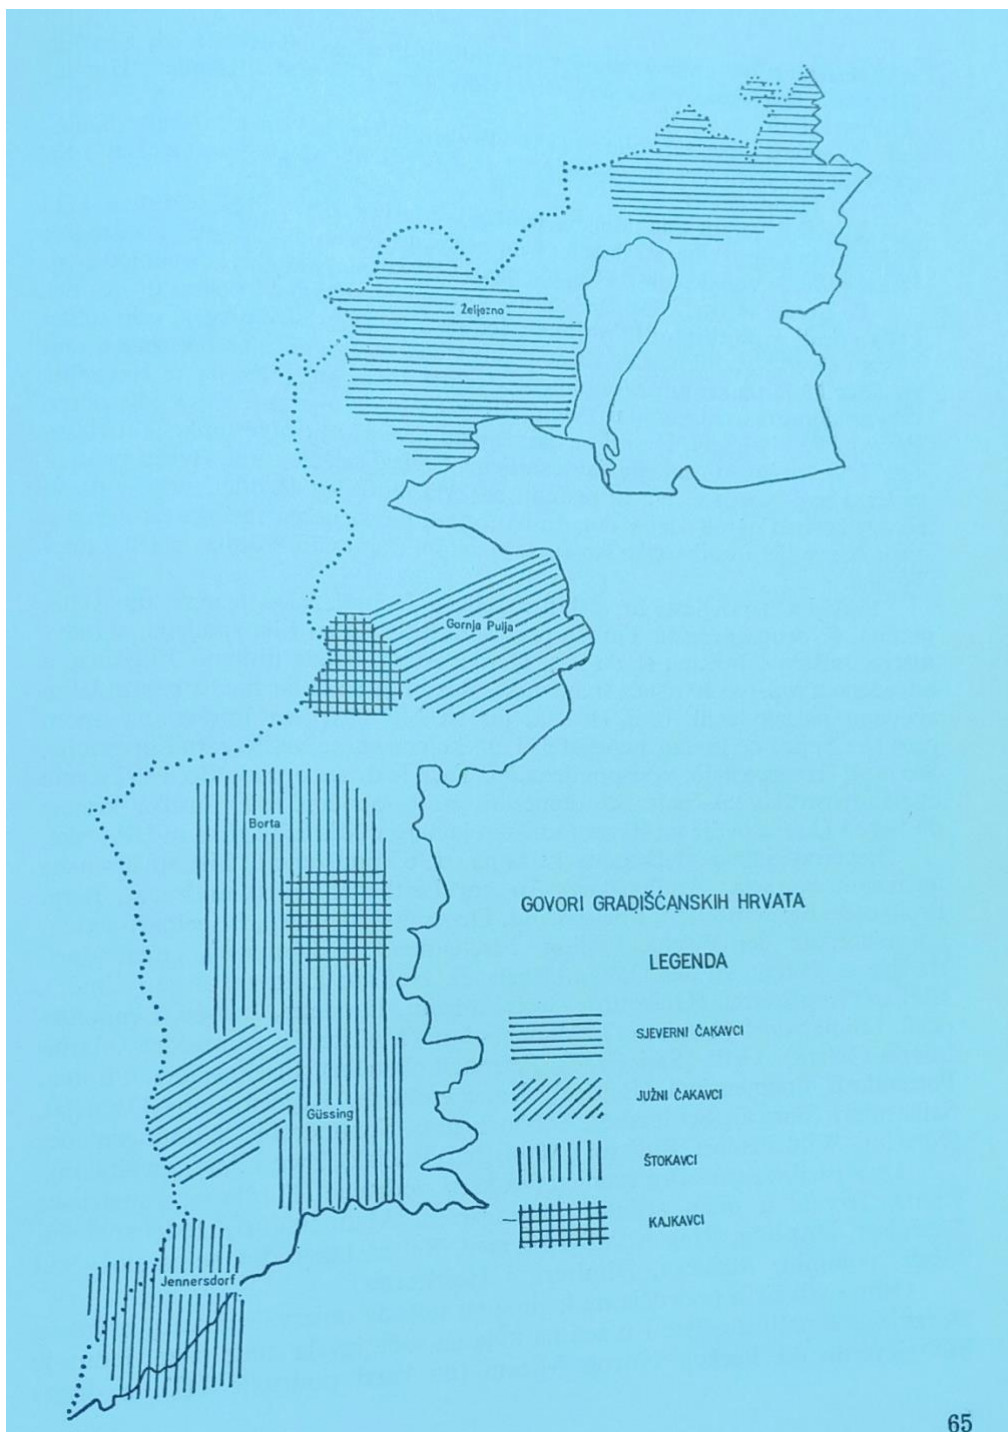 Željezno
Gornja Pulja
Borta
GOVORI GRADIŠĆANSKIH HRVATA
LEGENDA
SJEVERNI ČAKAVCI
JUŽNI ČAKAVCI
Güssing
ŠTOKAVCI
KAJKAVCI
Jennersdorf
65